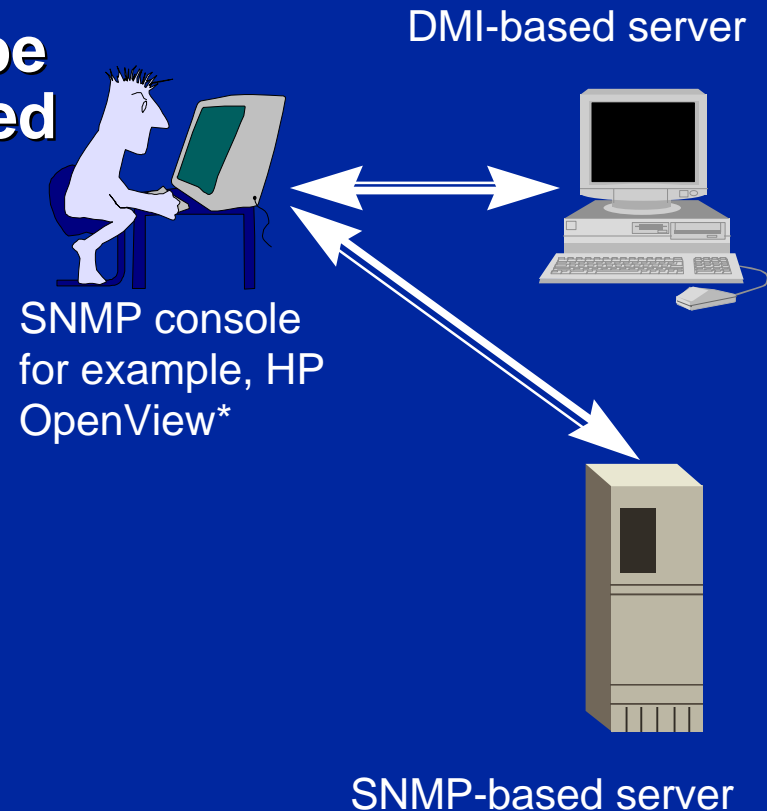 DMI-based server
SNMP console
for example, HP
OpenView*
SNMP-based server